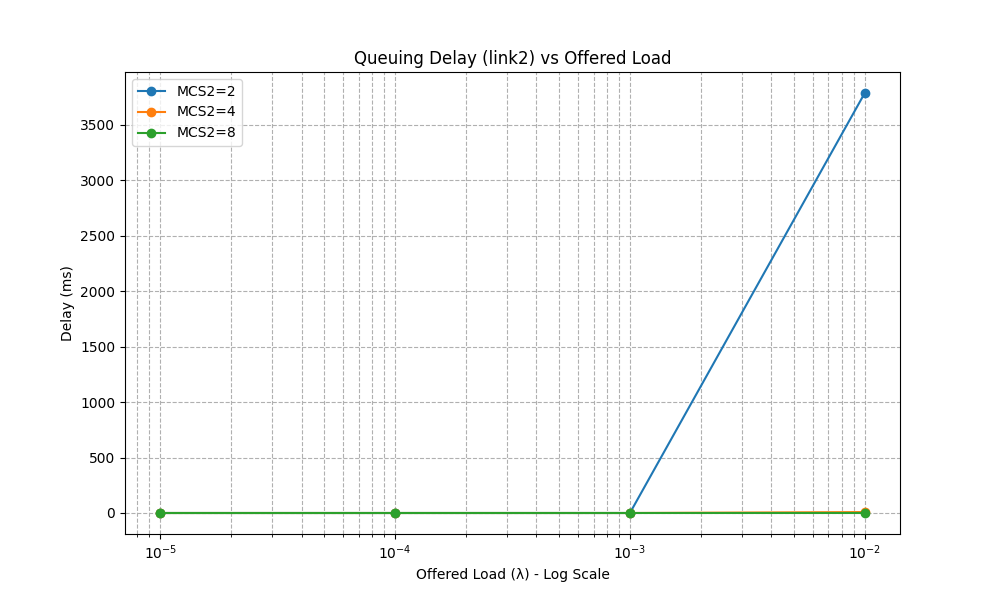 Queuing Delay (link2) vs Offered Load
MCS2=2
MCS2=4
MCS2=8
Delay (ms)
3500
3000
2500
2000
1500
1000
500
0
10⁻⁵ 10⁻⁴ 10⁻³ 10⁻²
Offered Load (λ) - Log Scale